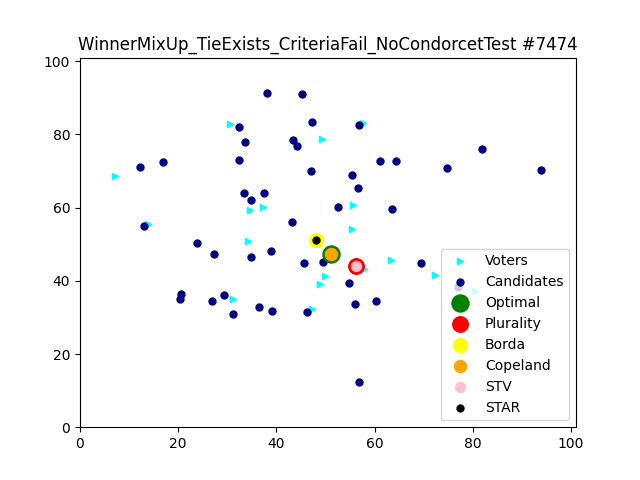 WinnerMixUp_TieExists_CriteriaFail_NoCondorcetTest #7474
100
80
60
40
20
0
0 20 40 60 80 100
Voters
Candidates
Optimal
Plurality
Borda
Copeland
STV
STAR